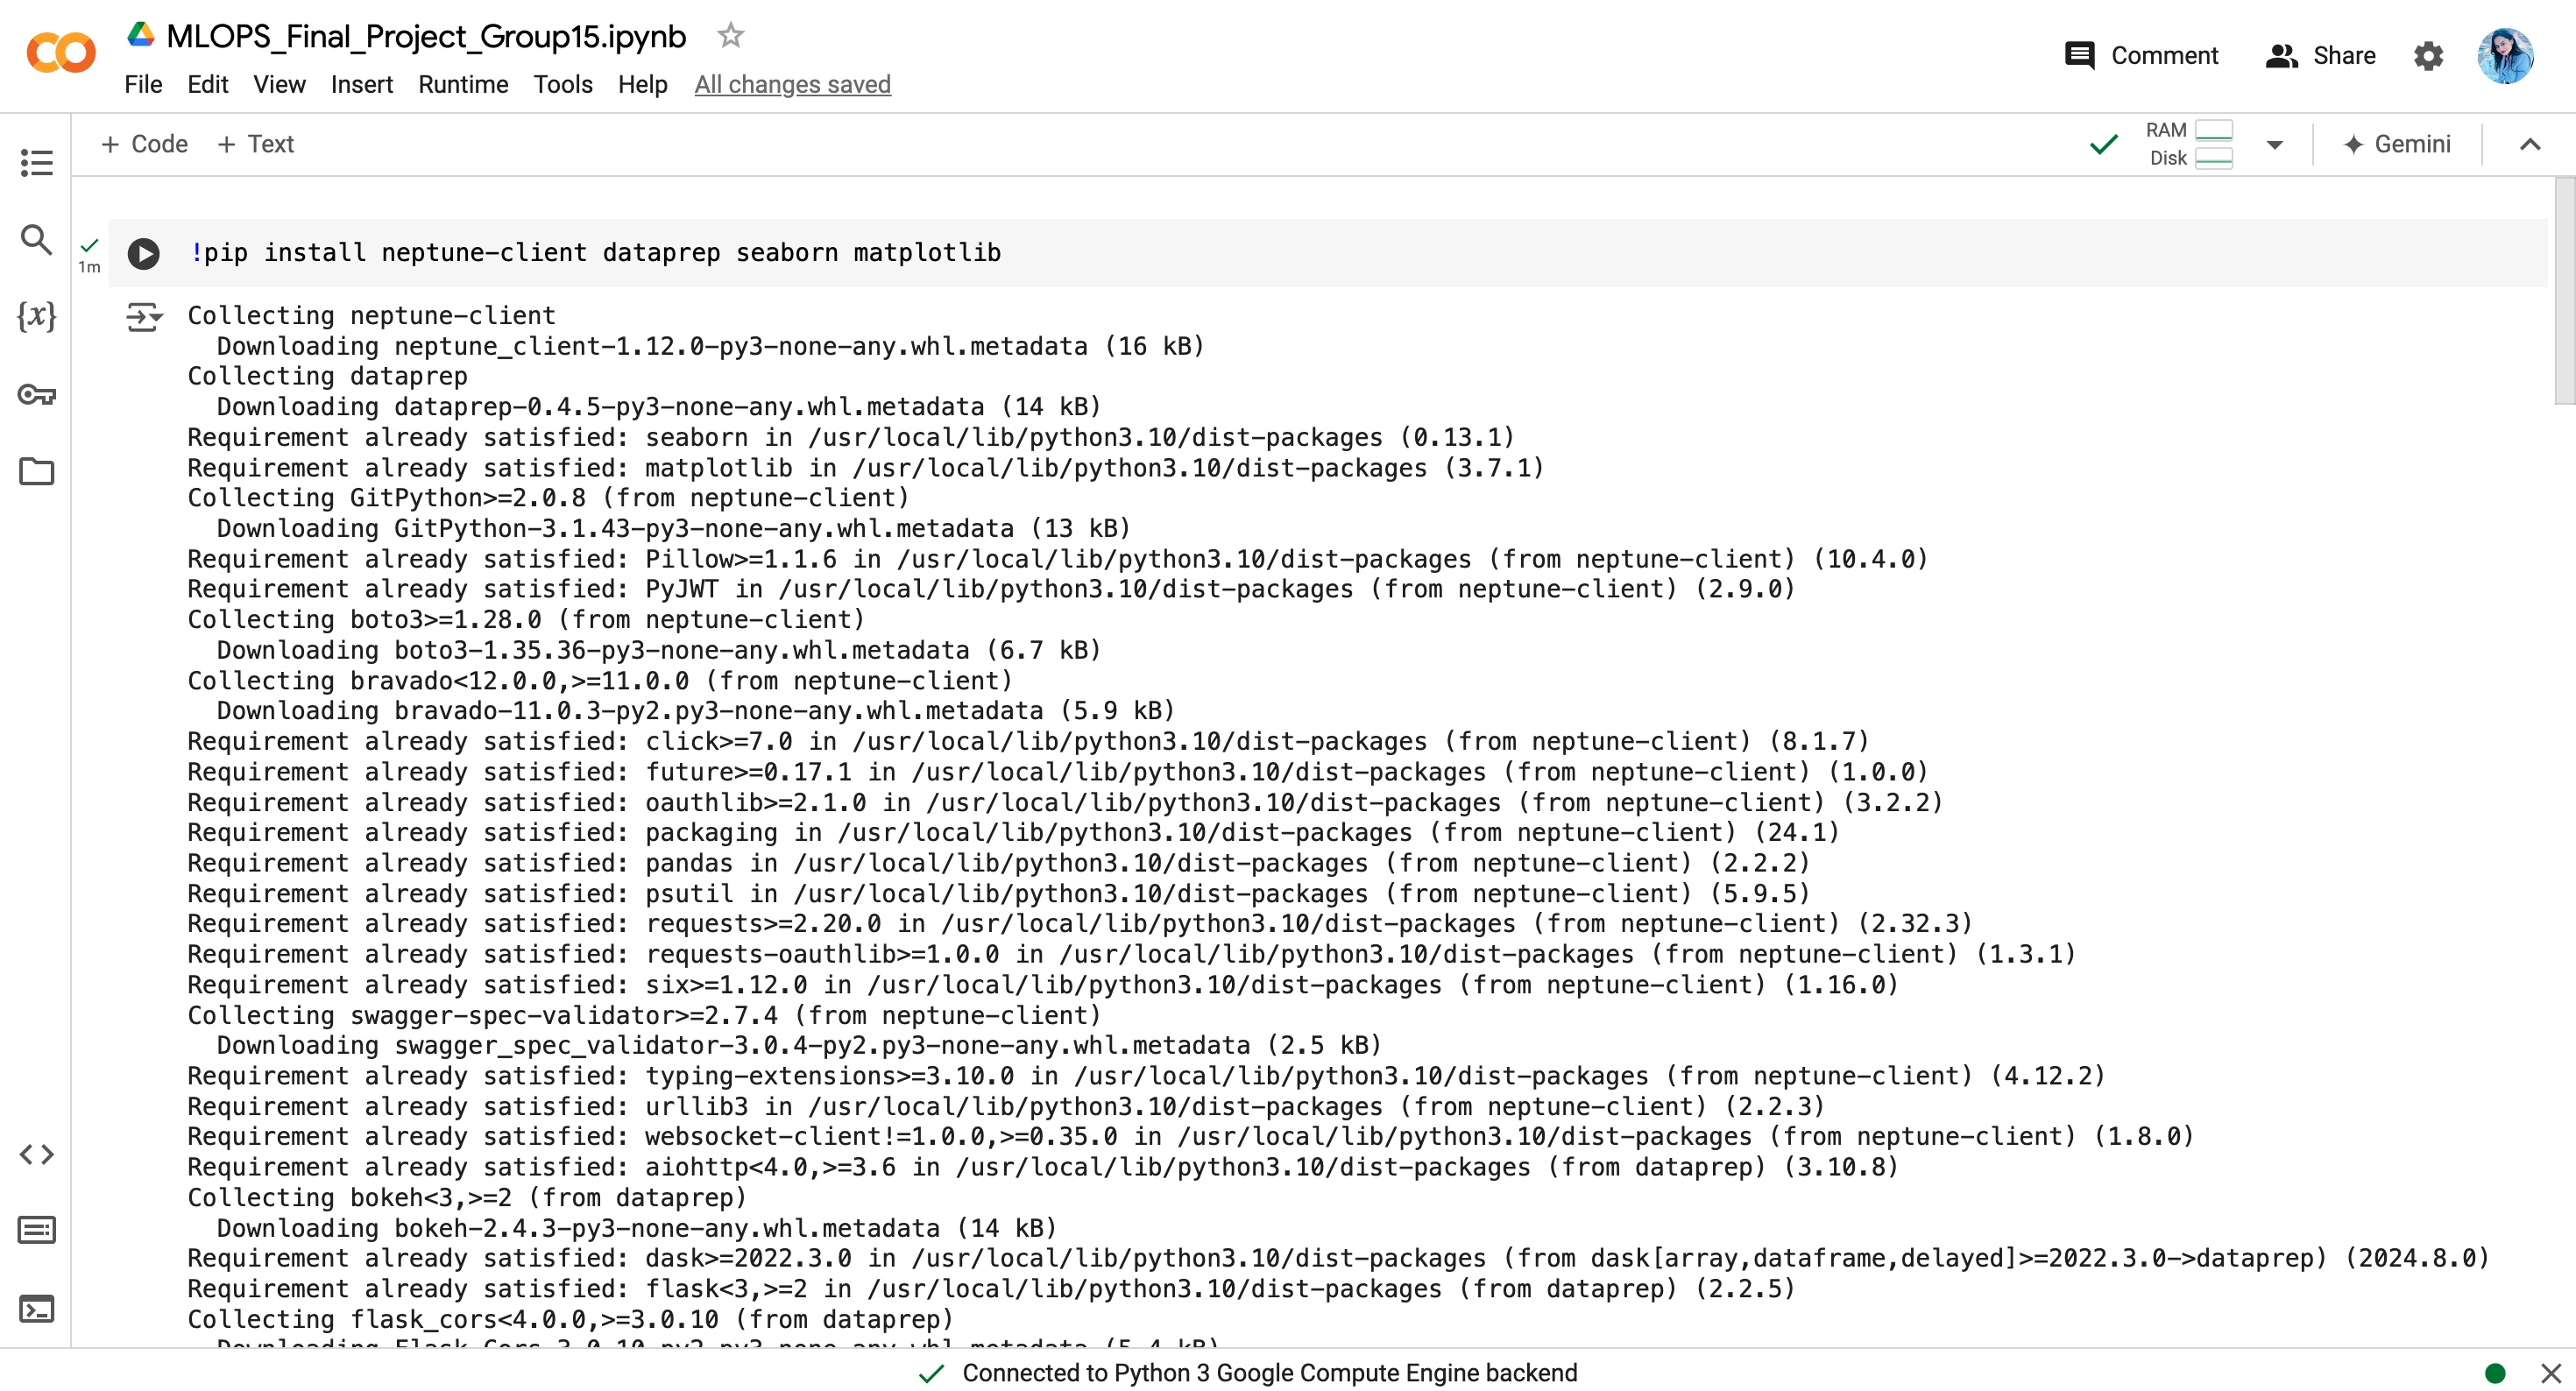 MLOPS_Final_Project_Group15.ipynb
File Edit View Insert Runtime Tools Help All changes saved
Comment Share
+ Code + Text
RAM
Disk
Gemini
1m
!pip install neptune-client dataprep seaborn matplotlib
{x}
Collecting neptune-client
Downloading neptune_client-1.12.0-py3-none-any.whl.metadata (16 kB)
Collecting dataprep
Downloading dataprep-0.4.5-py3-none-any.whl.metadata (14 kB)
Requirement already satisfied: seaborn in /usr/local/lib/python3.10/dist-packages (0.13.1)
Requirement already satisfied: matplotlib in /usr/local/lib/python3.10/dist-packages (3.7.1)
Collecting GitPython>=2.0.8 (from neptune-client)
Downloading GitPython-3.1.43-py3-none-any.whl.metadata (13 kB)
Requirement already satisfied: Pillow>=1.1.6 in /usr/local/lib/python3.10/dist-packages (from neptune-client) (10.4.0)
Requirement already satisfied: PyJWT in /usr/local/lib/python3.10/dist-packages (from neptune-client) (2.9.0)
Collecting boto3>=1.28.0 (from neptune-client)
Downloading boto3-1.35.36-py3-none-any.whl.metadata (6.7 kB)
Collecting bravado<12.0.0,>=11.0.0 (from neptune-client)
Downloading bravado-11.0.3-py2.py3-none-any.whl.metadata (5.9 kB)
Requirement already satisfied: click>=7.0 in /usr/local/lib/python3.10/dist-packages (from neptune-client) (8.1.7)
Requirement already satisfied: future>=0.17.1 in /usr/local/lib/python3.10/dist-packages (from neptune-client) (1.0.0)
Requirement already satisfied: oauthlib>=2.1.0 in /usr/local/lib/python3.10/dist-packages (from neptune-client) (3.2.2)
Requirement already satisfied: packaging in /usr/local/lib/python3.10/dist-packages (from neptune-client) (24.1)
Requirement already satisfied: pandas in /usr/local/lib/python3.10/dist-packages (from neptune-client) (2.2.2)
Requirement already satisfied: psutil in /usr/local/lib/python3.10/dist-packages (from neptune-client) (5.9.5)
Requirement already satisfied: requests>=2.20.0 in /usr/local/lib/python3.10/dist-packages (from neptune-client) (2.32.3)
Requirement already satisfied: requests-oauthlib>=1.0.0 in /usr/local/lib/python3.10/dist-packages (from neptune-client) (1.3.1)
Requirement already satisfied: six>=1.12.0 in /usr/local/lib/python3.10/dist-packages (from neptune-client) (1.16.0)
Collecting swagger-spec-validator>=2.7.4 (from neptune-client)
Downloading swagger_spec_validator-3.0.4-py2.py3-none-any.whl.metadata (2.5 kB)
Requirement already satisfied: typing-extensions>=3.10.0 in /usr/local/lib/python3.10/dist-packages (from neptune-client) (4.12.2)
Requirement already satisfied: urllib3 in /usr/local/lib/python3.10/dist-packages (from neptune-client) (2.2.3)
Requirement already satisfied: websocket-client!=1.0.0,>=0.35.0 in /usr/local/lib/python3.10/dist-packages (from neptune-client) (1.8.0)
Requirement already satisfied: aiohttp<4.0,>=3.6 in /usr/local/lib/python3.10/dist-packages (from dataprep) (3.10.8)
Collecting bokeh<3,>=2 (from dataprep)
Downloading bokeh-2.4.3-py3-none-any.whl.metadata (14 kB)
Requirement already satisfied: dask>=2022.3.0 in /usr/local/lib/python3.10/dist-packages (from dask[array,dataframe,delayed]>=2022.3.0->dataprep) (2024.8.0)
Requirement already satisfied: flask<3,>=2 in /usr/local/lib/python3.10/dist-packages (from dataprep) (2.2.5)
Collecting flask_cors<4.0.0,>=3.0.10 (from dataprep)
Downloading Flask_Cors-3.0.10-py2.py3-none-any.whl.metadata (5.4 kB)
Connected to Python 3 Google Compute Engine backend